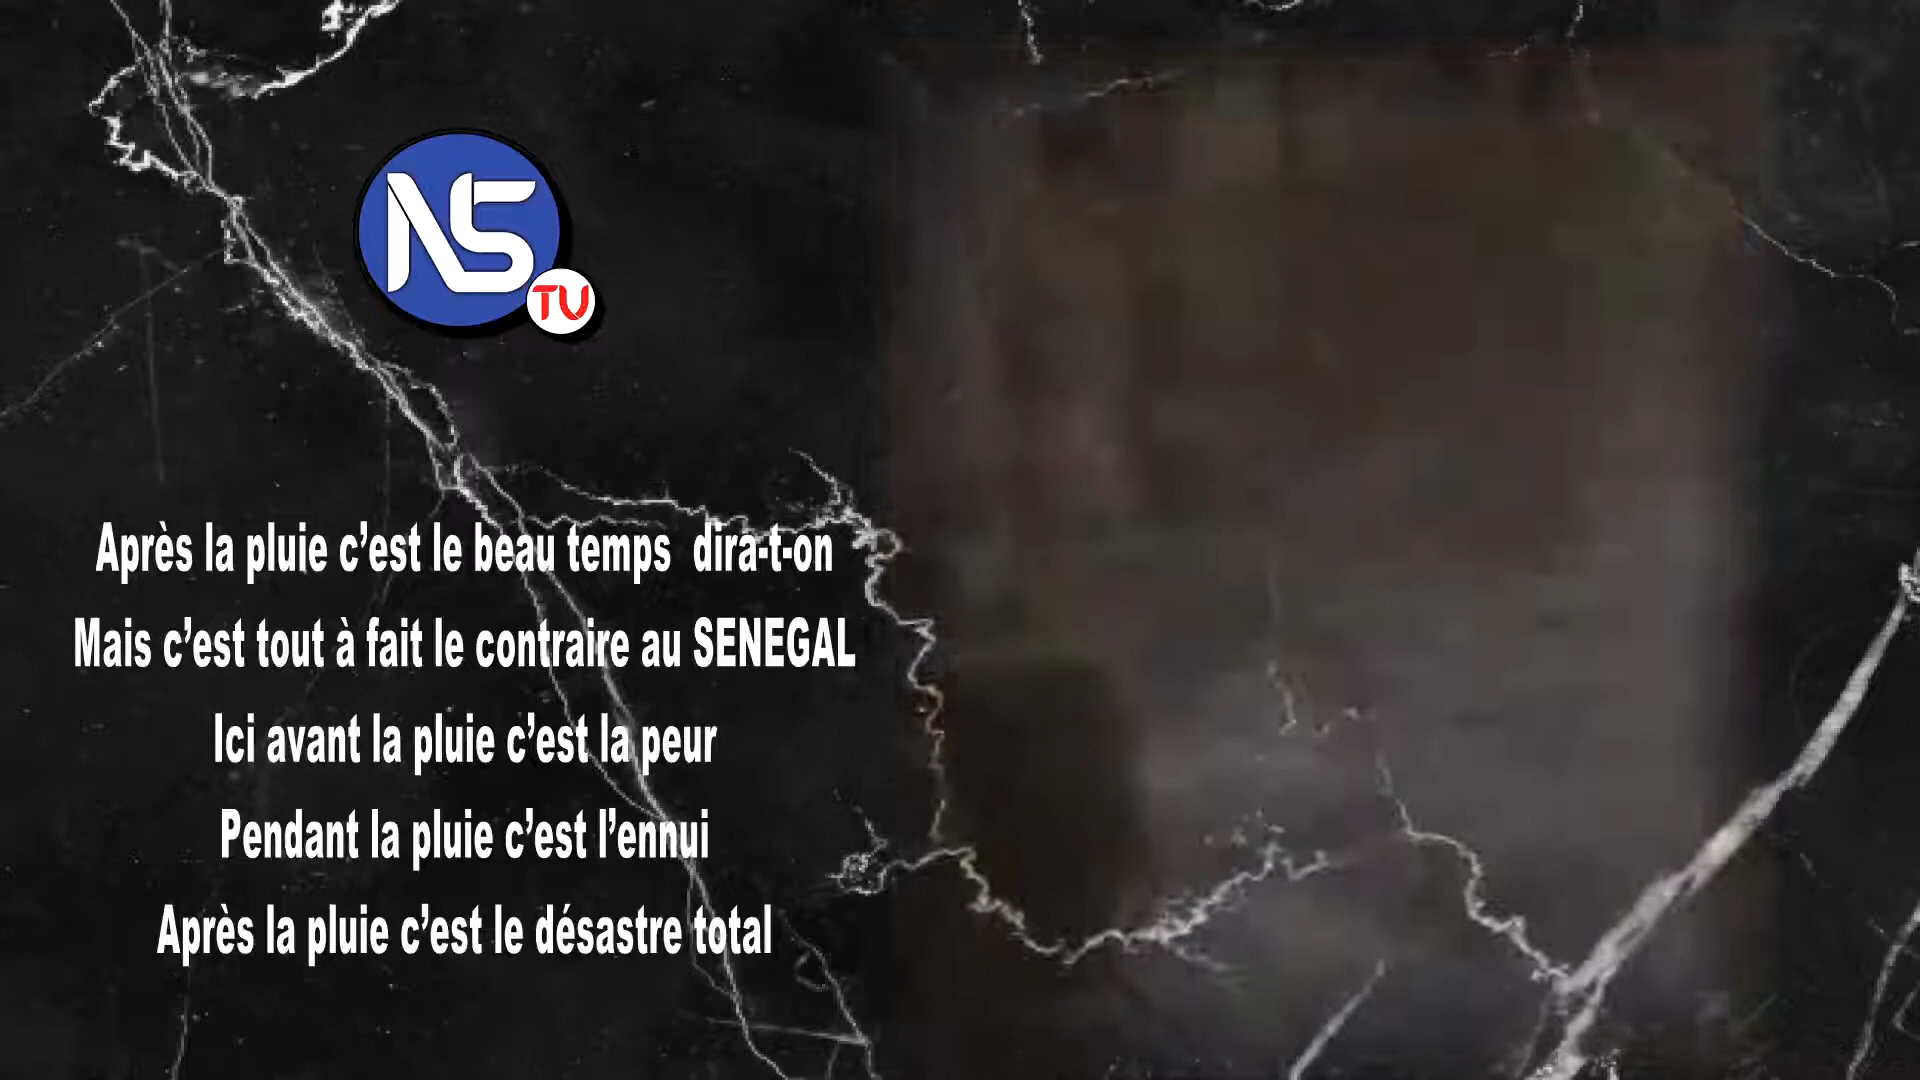 NS
TV
Après la pluie c’est le beau temps  dira-t-on
Mais c’est tout à fait le contraire au SENEGAL
Ici avant la pluie c’est la peur
Pendant la pluie c’est l’ennui
Après la pluie c’est le désastre total